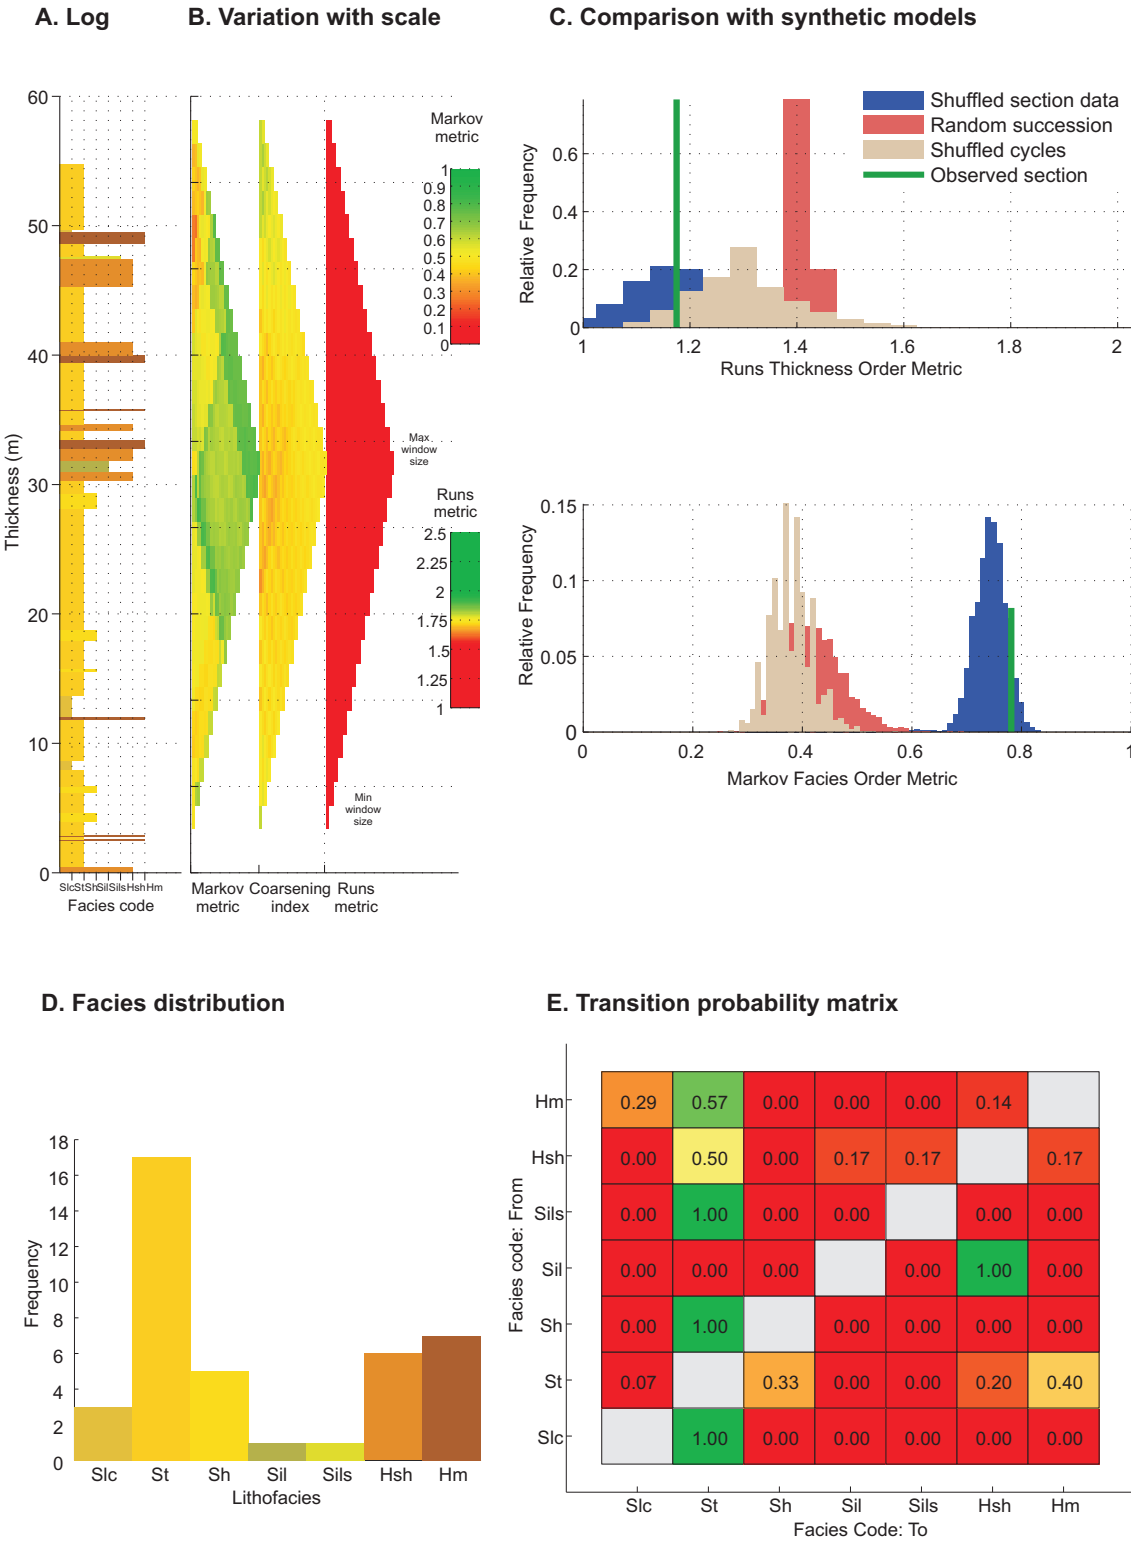 A. Log
B. Variation with scale
C. Comparison with synthetic models
60
50
40
30
20
10
0
Thickness (m)
Slc St Sh Sil Sils Hsh Hm
Facies code
Markov
metric
1
0.9
0.8
0.7
0.6
0.5
0.4
0.3
0.2
0.1
0
Max
window
size
Runs
metric
2.5
2.25
2
1.75
1.5
1.25
1
Min
window
size
Markov
metric
Coarsening
index
Runs
metric
Shuffled section data
Random succession
Shuffled cycles
Observed section
Relative Frequency
0.6
0.4
0.2
0
1 1.2 1.4 1.6 1.8 2
Runs Thickness Order Metric
Relative Frequency
0.15
0.1
0.05
0
0 0.2 0.4 0.6 0.8 1
Markov Facies Order Metric
D. Facies distribution
Frequency
18
16
14
12
10
8
6
4
2
0
Slc St Sh Sil Sils Hsh Hm
Lithofacies
E. Transition probability matrix
Facies code: From
Hm 0.29 0.57 0.00 0.00 0.00 0.14
Hsh 0.00 0.50 0.00 0.17 0.17 0.17
Sils 0.00 1.00 0.00 0.00 0.00 0.00
Sil 0.00 0.00 0.00 0.00 1.00 0.00
Sh 0.00 1.00 0.00 0.00 0.00 0.00
St 0.07 0.33 0.00 0.00 0.20 0.40
Slc 1.00 0.00 0.00 0.00 0.00 0.00
Slc St Sh Sil Sils Hsh Hm
Facies Code: To